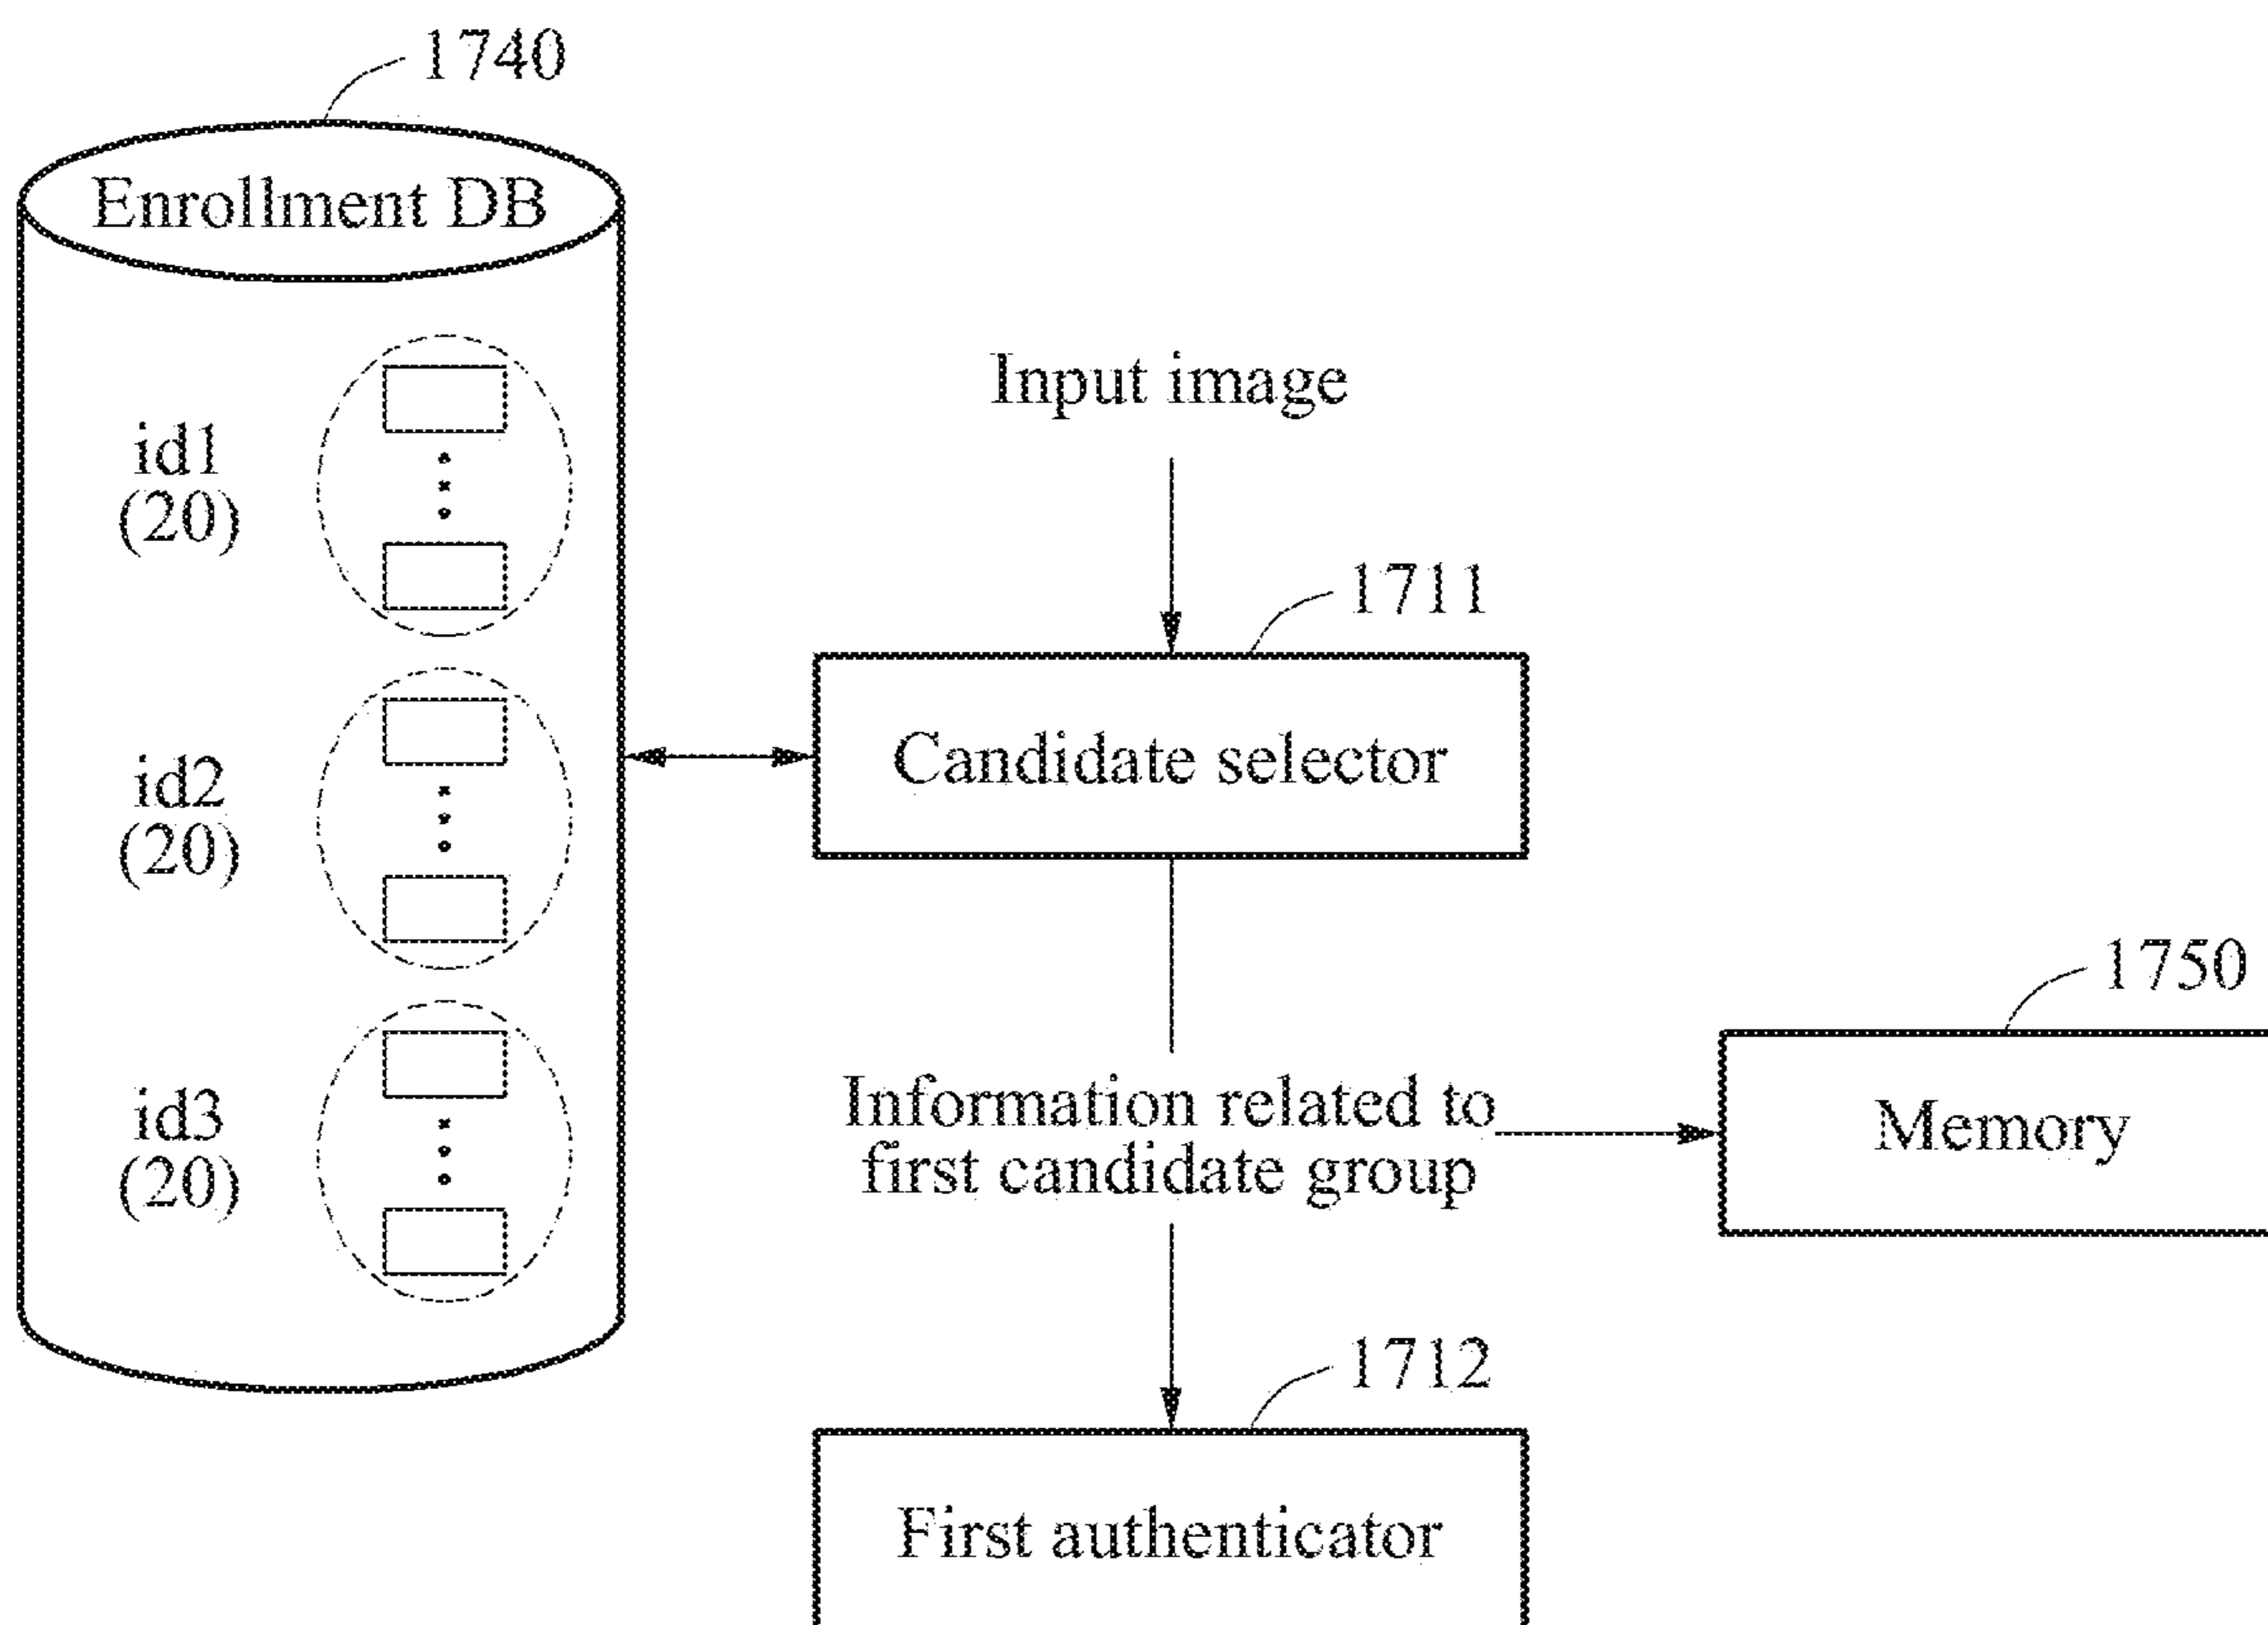 1740
Enrollment DB
id1
(20)
id2
(20)
id3
(20)
Input image
1711
Candidate selector
Information related to
first candidate group
1750
Memory
1712
First authenticator